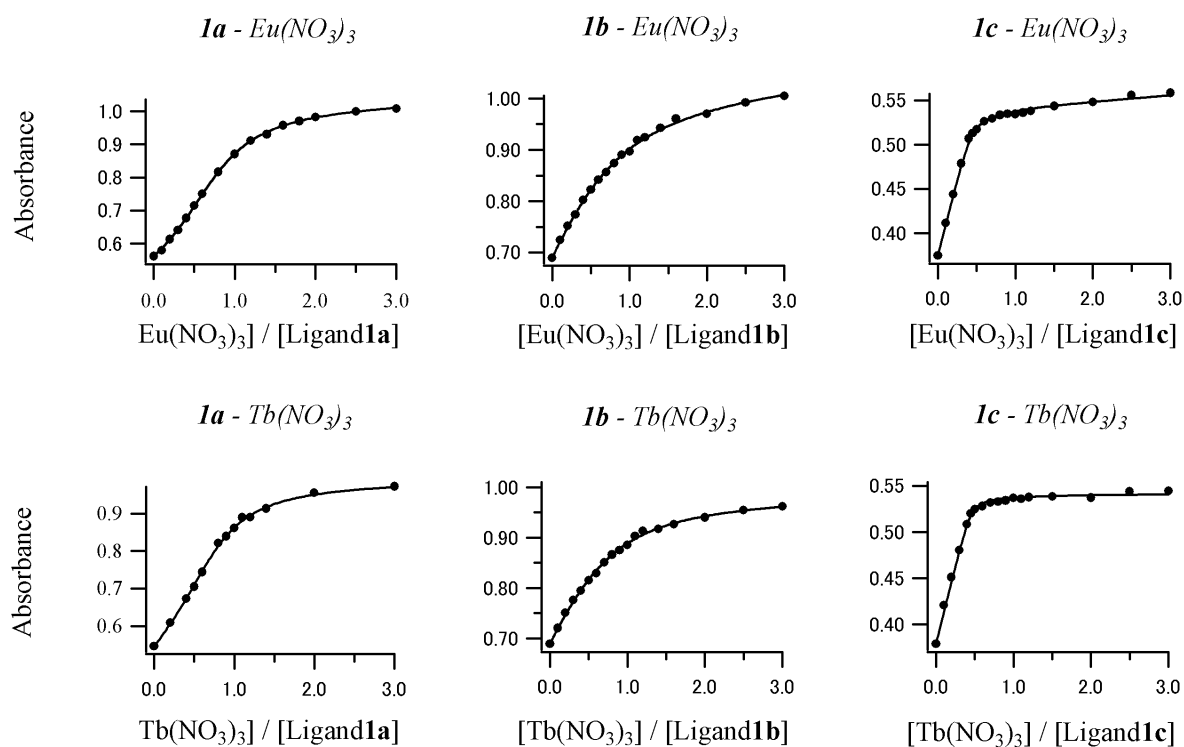 1a - Eu(NO3)3
1b - Eu(NO3)3
1c - Eu(NO3)3
Absorbance
1.0
0.9
0.8
0.7
0.6
0.0 1.0 2.0 3.0
Eu(NO3)3] / [Ligand1a]
1.00
0.90
0.80
0.70
0.0 1.0 2.0 3.0
[Eu(NO3)3] / [Ligand1b]
0.55
0.50
0.45
0.40
0.0 1.0 2.0 3.0
[Eu(NO3)3] / [Ligand1c]
1a - Tb(NO3)3
1b - Tb(NO3)3
1c - Tb(NO3)3
Absorbance
0.9
0.8
0.7
0.6
0.0 1.0 2.0 3.0
Tb(NO3)3] / [Ligand1a]
1.00
0.90
0.80
0.70
0.0 1.0 2.0 3.0
[Tb(NO3)3] / [Ligand1b]
0.55
0.50
0.45
0.40
0.0 1.0 2.0 3.0
[Tb(NO3)3] / [Ligand1c]